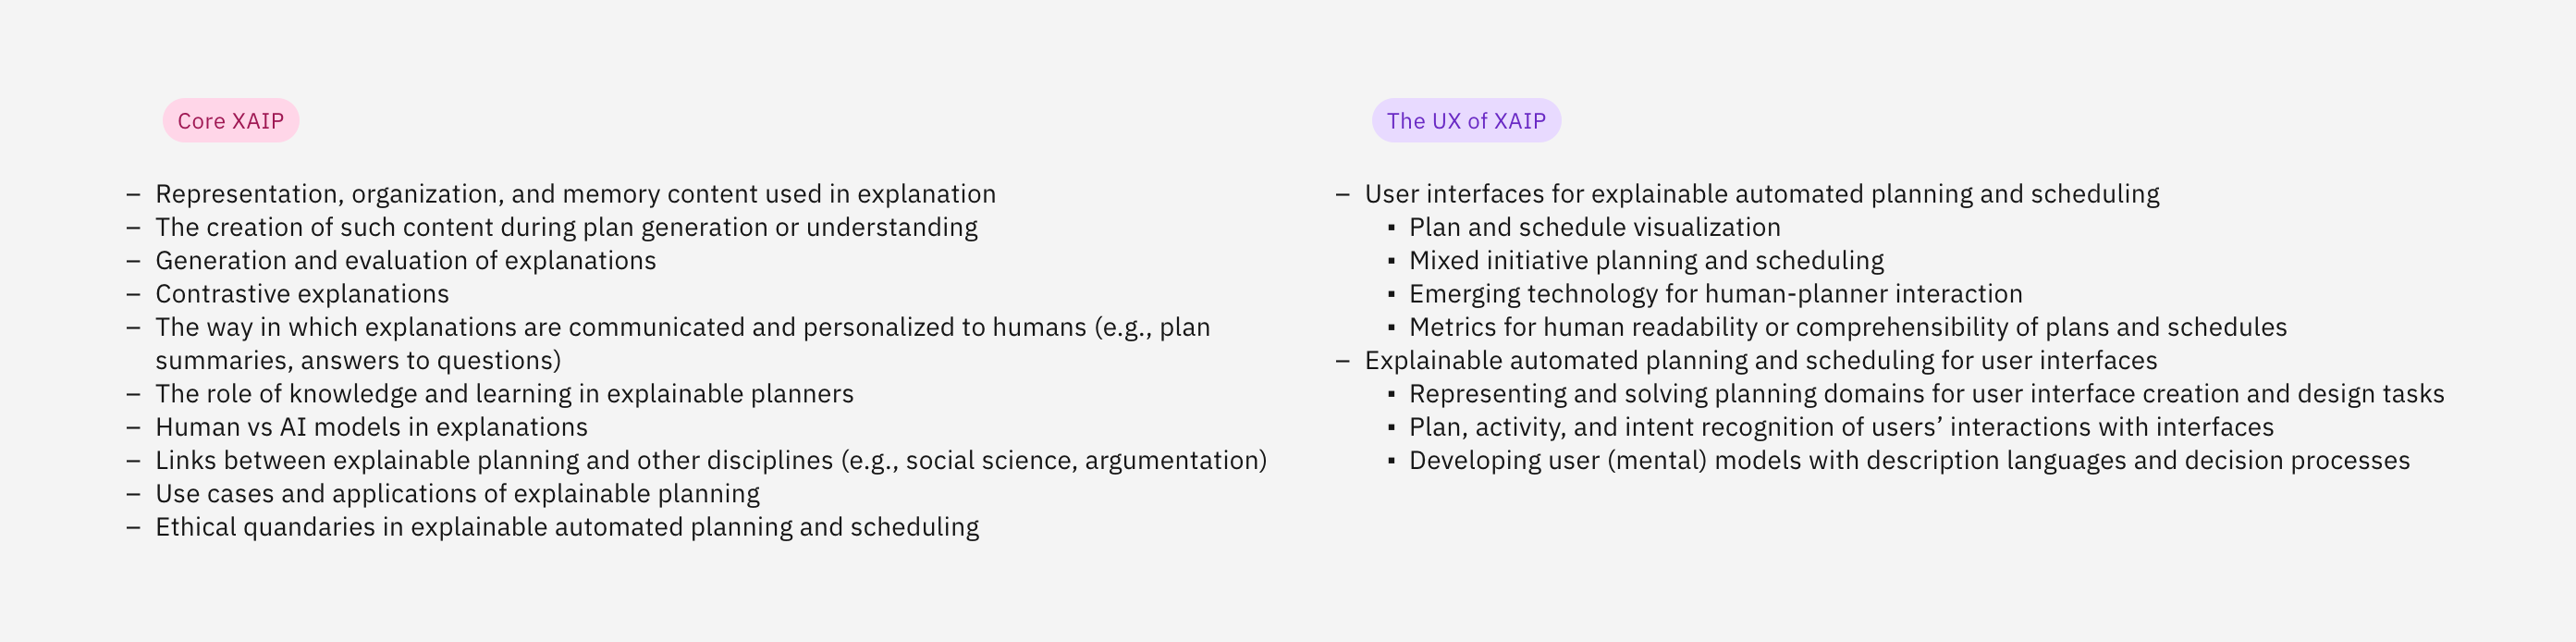 Core XAIP
– Representation, organization, and memory content used in explanation
– The creation of such content during plan generation or understanding
– Generation and evaluation of explanations
– Contrastive explanations
– The way in which explanations are communicated and personalized to humans (e.g., plan
summaries, answers to questions)
– The role of knowledge and learning in explainable planners
– Human vs AI models in explanations
– Links between explainable planning and other disciplines (e.g., social science, argumentation)
– Use cases and applications of explainable planning
– Ethical quandaries in explainable automated planning and scheduling
The UX of XAIP
– User interfaces for explainable automated planning and scheduling
▪ Plan and schedule visualization
▪ Mixed initiative planning and scheduling
▪ Emerging technology for human-planner interaction
▪ Metrics for human readability or comprehensibility of plans and schedules
– Explainable automated planning and scheduling for user interfaces
▪ Representing and solving planning domains for user interface creation and design tasks
▪ Plan, activity, and intent recognition of users’ interactions with interfaces
▪ Developing user (mental) models with description languages and decision processes